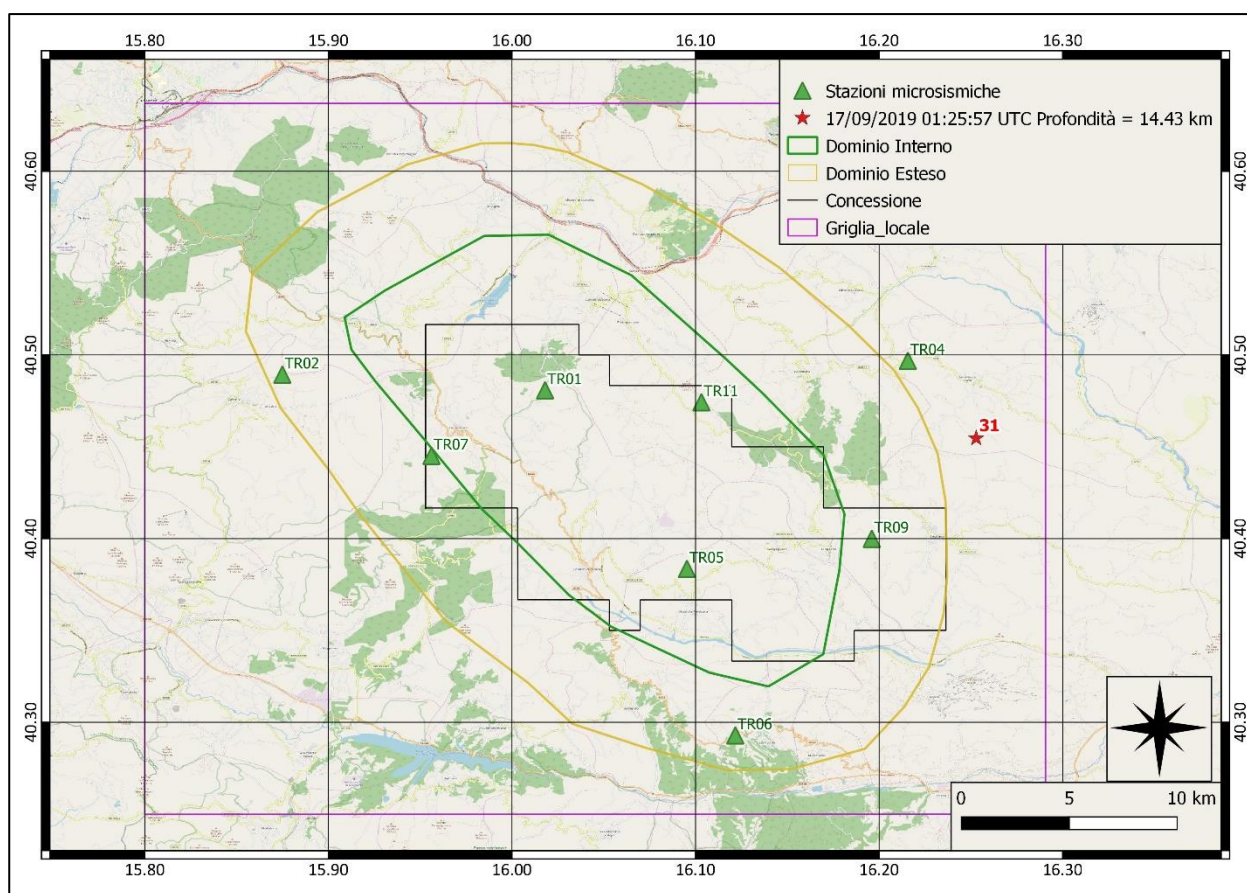 15.80 15.90 16.00 16.10 16.20 16.30
Stazioni microsismiche
17/09/2019 01:25:57 UTC Profondità = 14.43 km
Dominio Interno
Dominio Esteso
Concessione
Griglia_locale
40.60 40.60
40.50 40.50
TR04
TR02
TR01
TR11
31
TR07
40.40 40.40
TR09
TR05
40.30 40.30
TR06
0 5 10 km
15.80 15.90 16.00 16.10 16.20 16.30